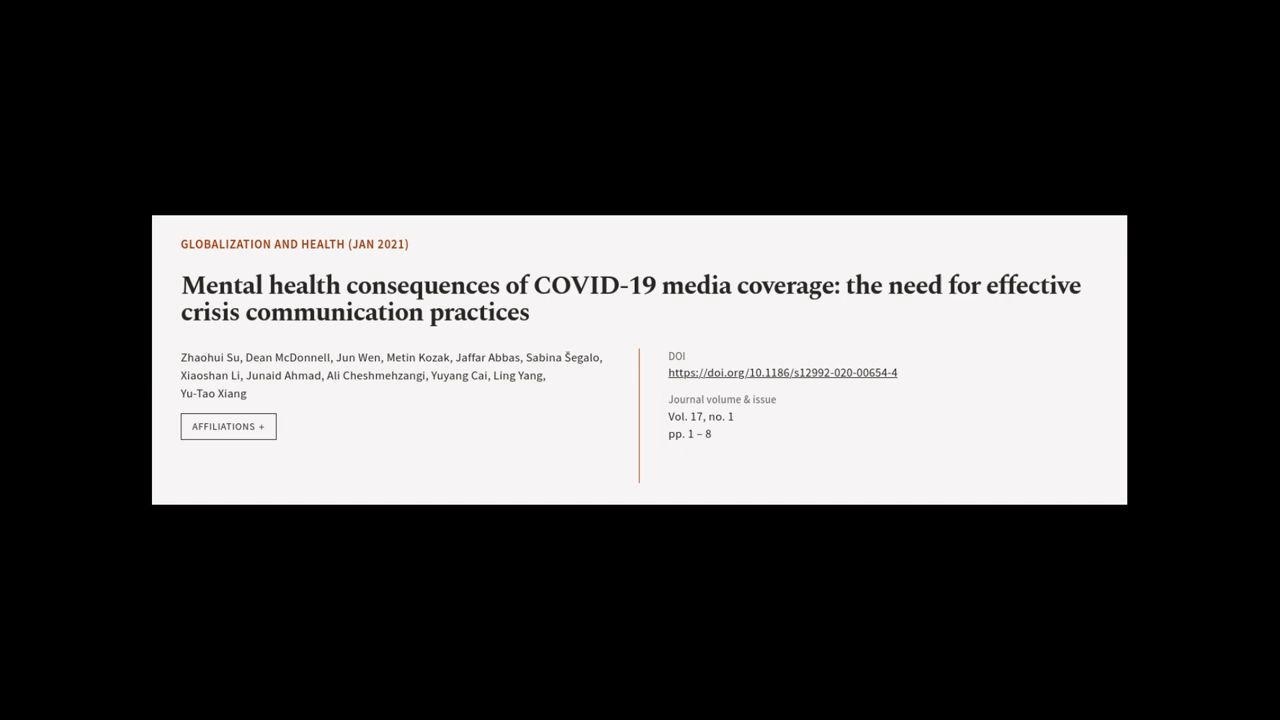 GLOBALIZATION AND HEALTH (JAN 2021)
Mental health consequences of COVID-19 media coverage: the need for effective
crisis communication practices
Zhaohui Su, Dean McDonnell, Jun Wen, Metin Kozak, Jaffar Abbas, Sabina Šegalo,
Xiaoshan Li, Junaid Ahmad, Ali Cheshmehzangi, Yuyang Cai, Ling Yang,
Yu-Tao Xiang
AFFILIATIONS +
DOI
https://doi.org/10.1186/s12992-020-00654-4
Journal volume & issue
Vol. 17, no. 1
pp. 1 – 8